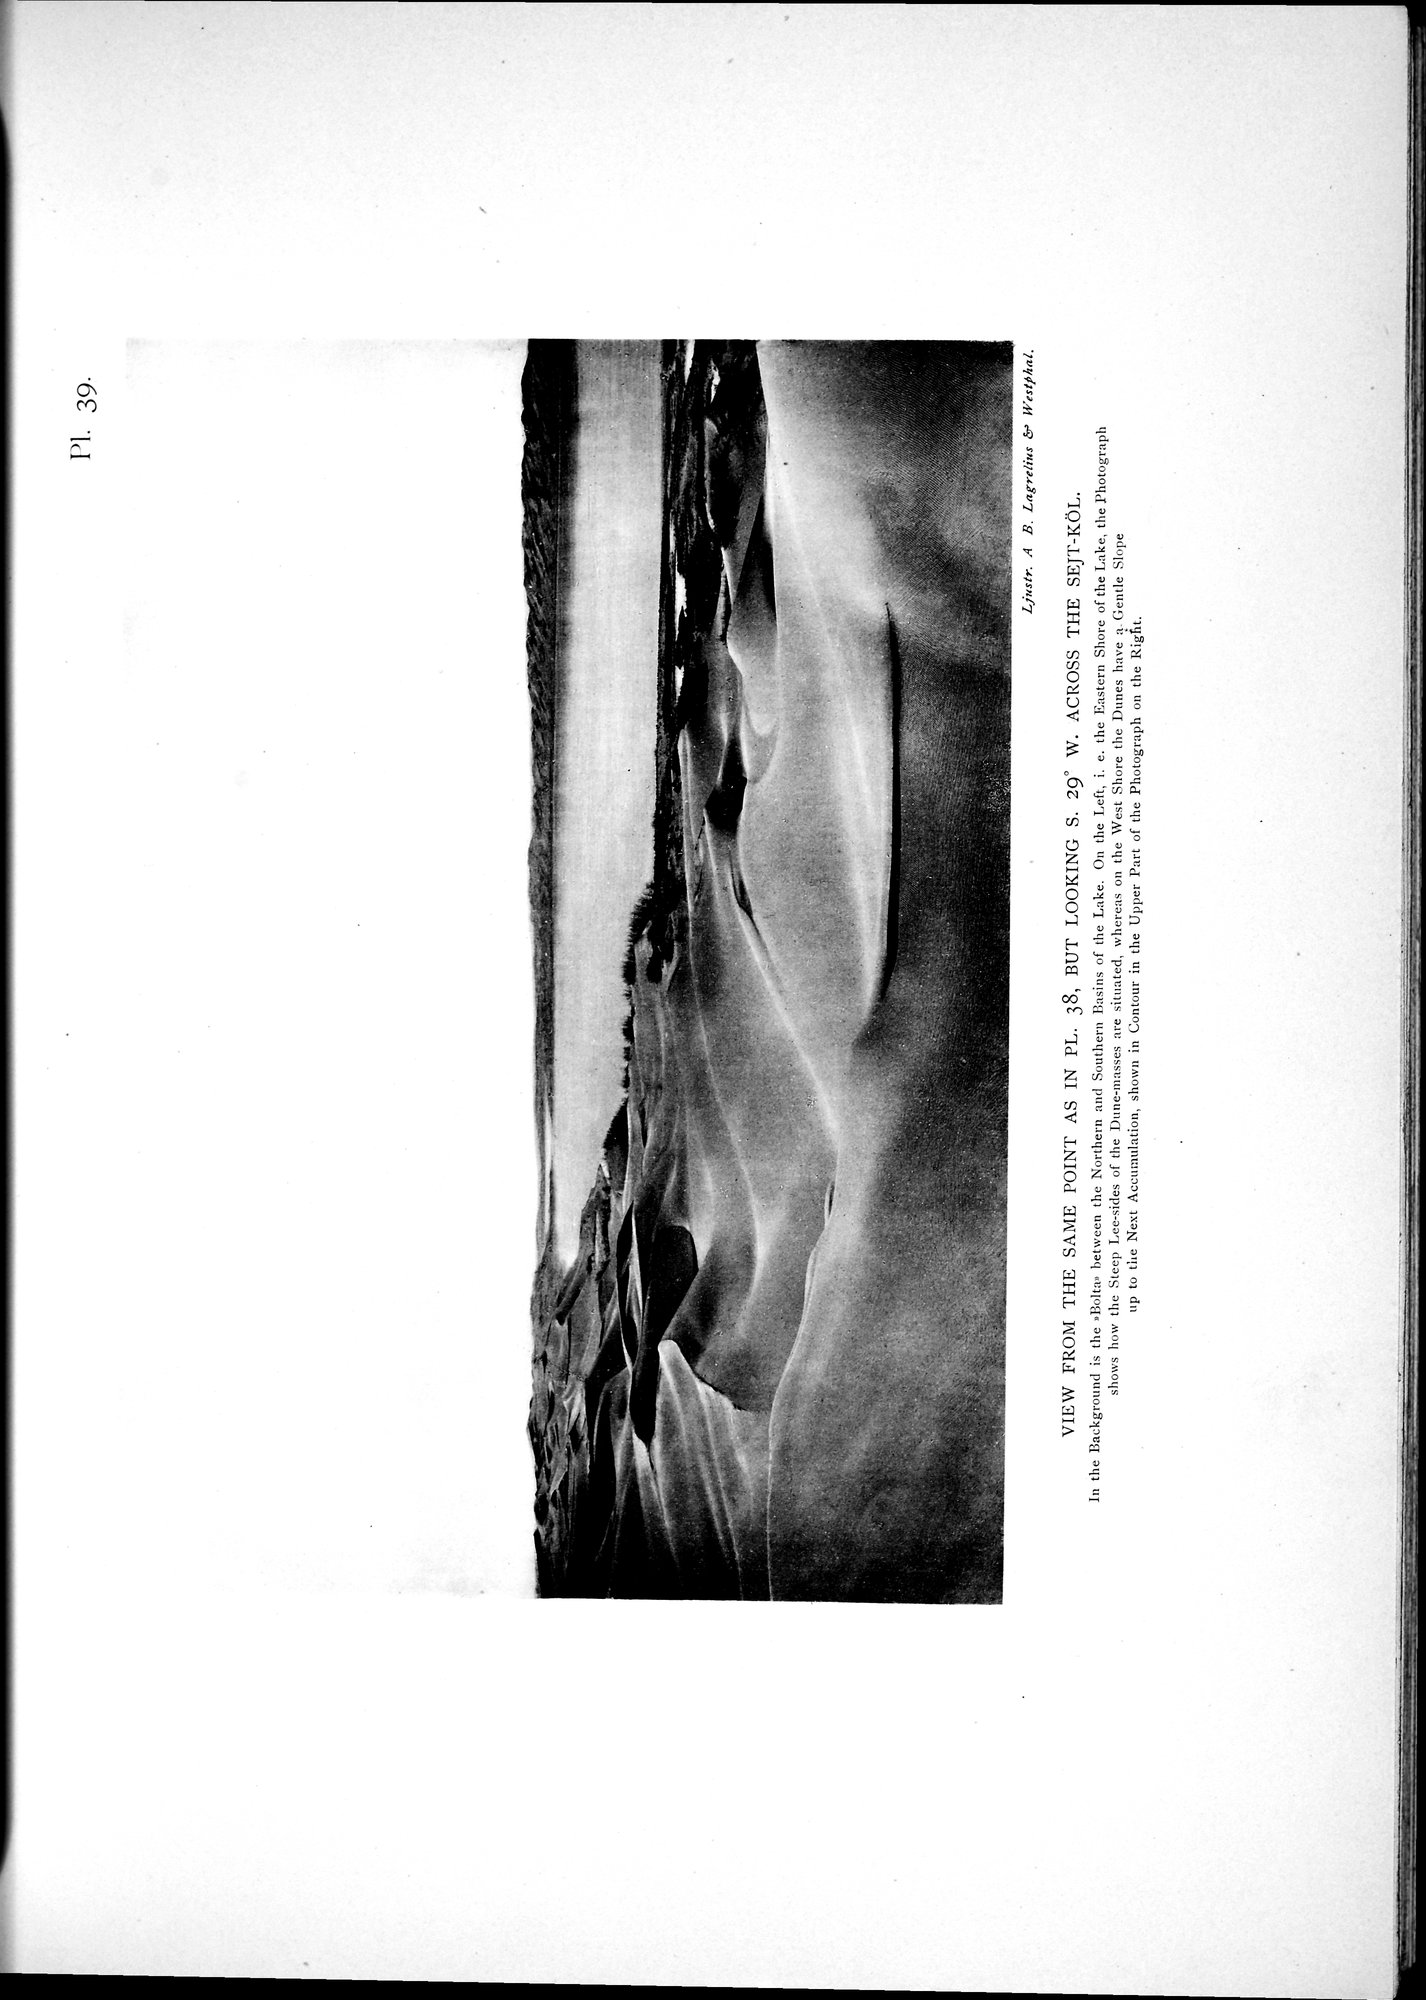 Pl. 39.
Ljustr. A B. Lagrelius & Westphal.
VIEW FROM THE SAME POINT AS IN PL. 38, BUT LOOKING S. 29° W. ACROSS THE SEJT-KÖL.
In the Background is the »Bolta» between the Northern and Southern Basins of the Lake. On the Left, i. e. the Eastern Shore of the Lake, the Photograph
shows how the Steep Lee-sides of the Dune-masses are situated, whereas on the West Shore the Dunes have a Gentle Slope
up to the Next Accumulation, shown in Contour in the Upper Part of the Photograph on the Right.